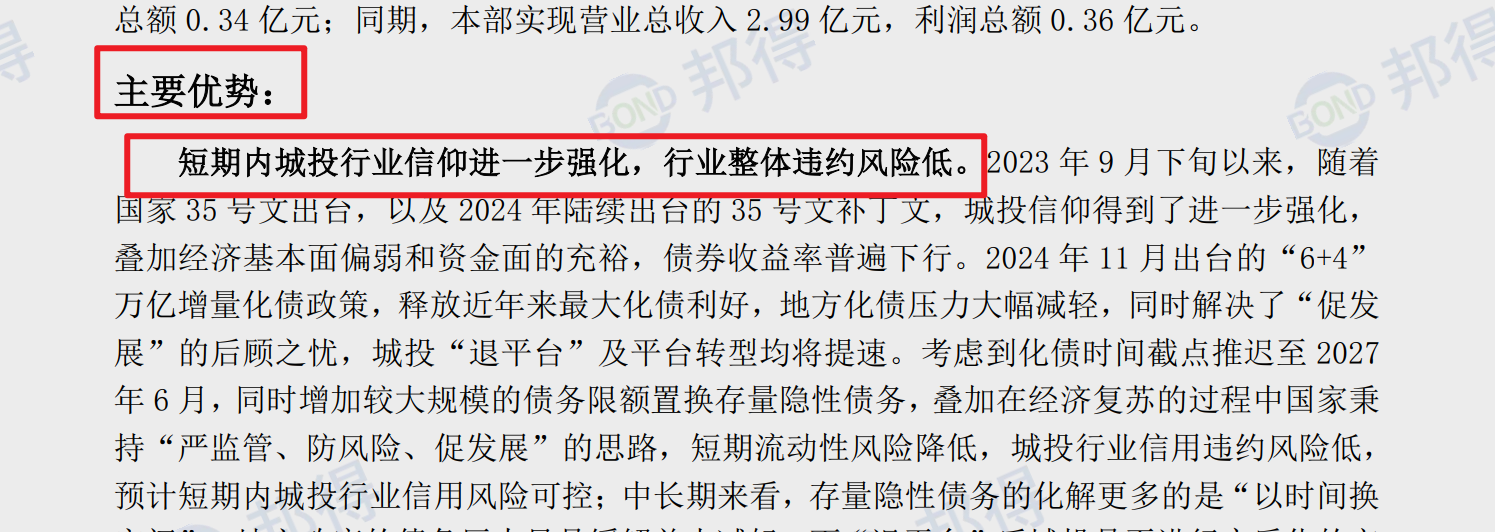 总额 0.34 亿元；同期，本部实现营业总收入 2.99 亿元，利润总额 0.36 亿元。
主要优势：
短期内城投行业信仰进一步强化，行业整体违约风险低。2023 年 9 月下旬以来，随着
国家 35 号文出台，以及 2024 年陆续出台的 35 号文补丁文，城投信仰得到了进一步强化，
叠加经济基本面偏弱和资金面的充裕，债券收益率普遍下行。2024 年 11 月出台的“6+4”
万亿增量化债政策，释放近年来最大化债利好，地方化债压力大幅减轻，同时解决了“促发
展”的后顾之忧，城投“退平台”及平台转型均将提速。考虑到化债时间截点推迟至 2027
年 6 月，同时增加较大规模的债务限额置换存量隐性债务，叠加在经济复苏的过程中国家秉
持“严监管、防风险、促发展”的思路，短期流动性风险降低，城投行业信用违约风险低，
预计短期内城投行业信用风险可控；中长期来看，存量隐性债务的化解更多的是“以时间换
BOND 邦得
BOND 邦得